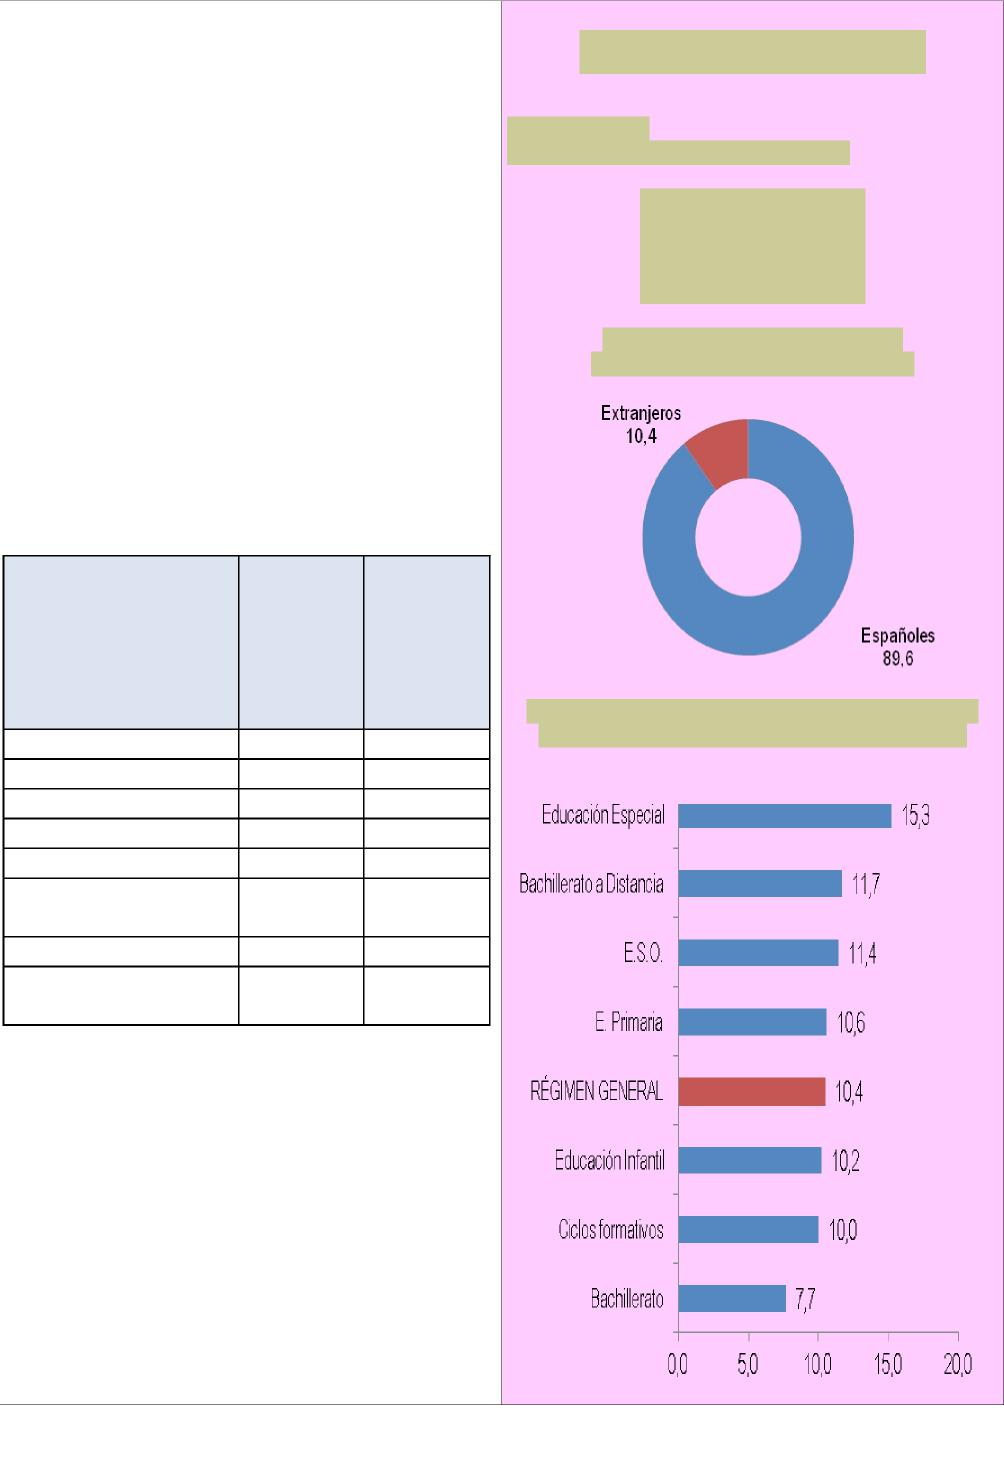 Extranjeros
10,4
Españoles
89,6
Educación Especial 15,3
Bachillerato a Distancia 11,7
E.S.O. 11,4
E. Primaria 10,6
RÉGIMEN GENERAL 10,4
Educación Infantil 10,2
Ciclos formativos 10,0
Bachillerato 7,7
0,0 5,0 10,0 15,0 20,0